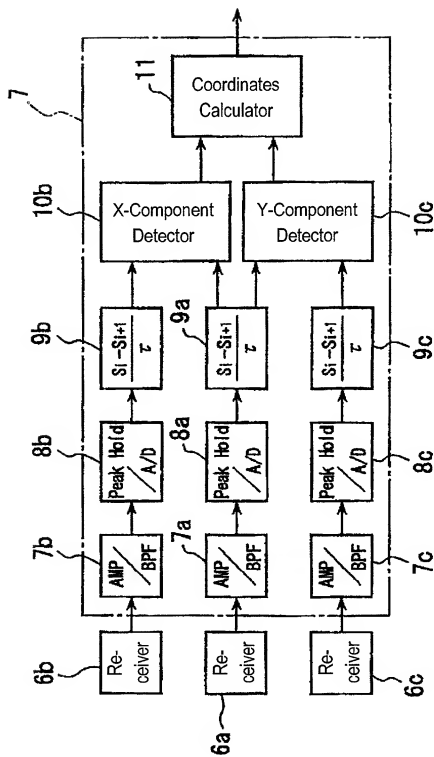 7
6b
Re-
ceiver
7b
AMP
BPF
8b
Peak Hold
A/D
9b
Si-Si+1
τ
10b
X-Component
Detector
6a
Re-
ceiver
7a
AMP
BPF
8a
Peak Hold
A/D
9a
Si-Si+1
τ
11
Coordinates
Calculator
6c
Re-
ceiver
7c
AMP
BPF
8c
Peak Hold
A/D
9c
Si-Si+1
τ
10c
Y-Component
Detector